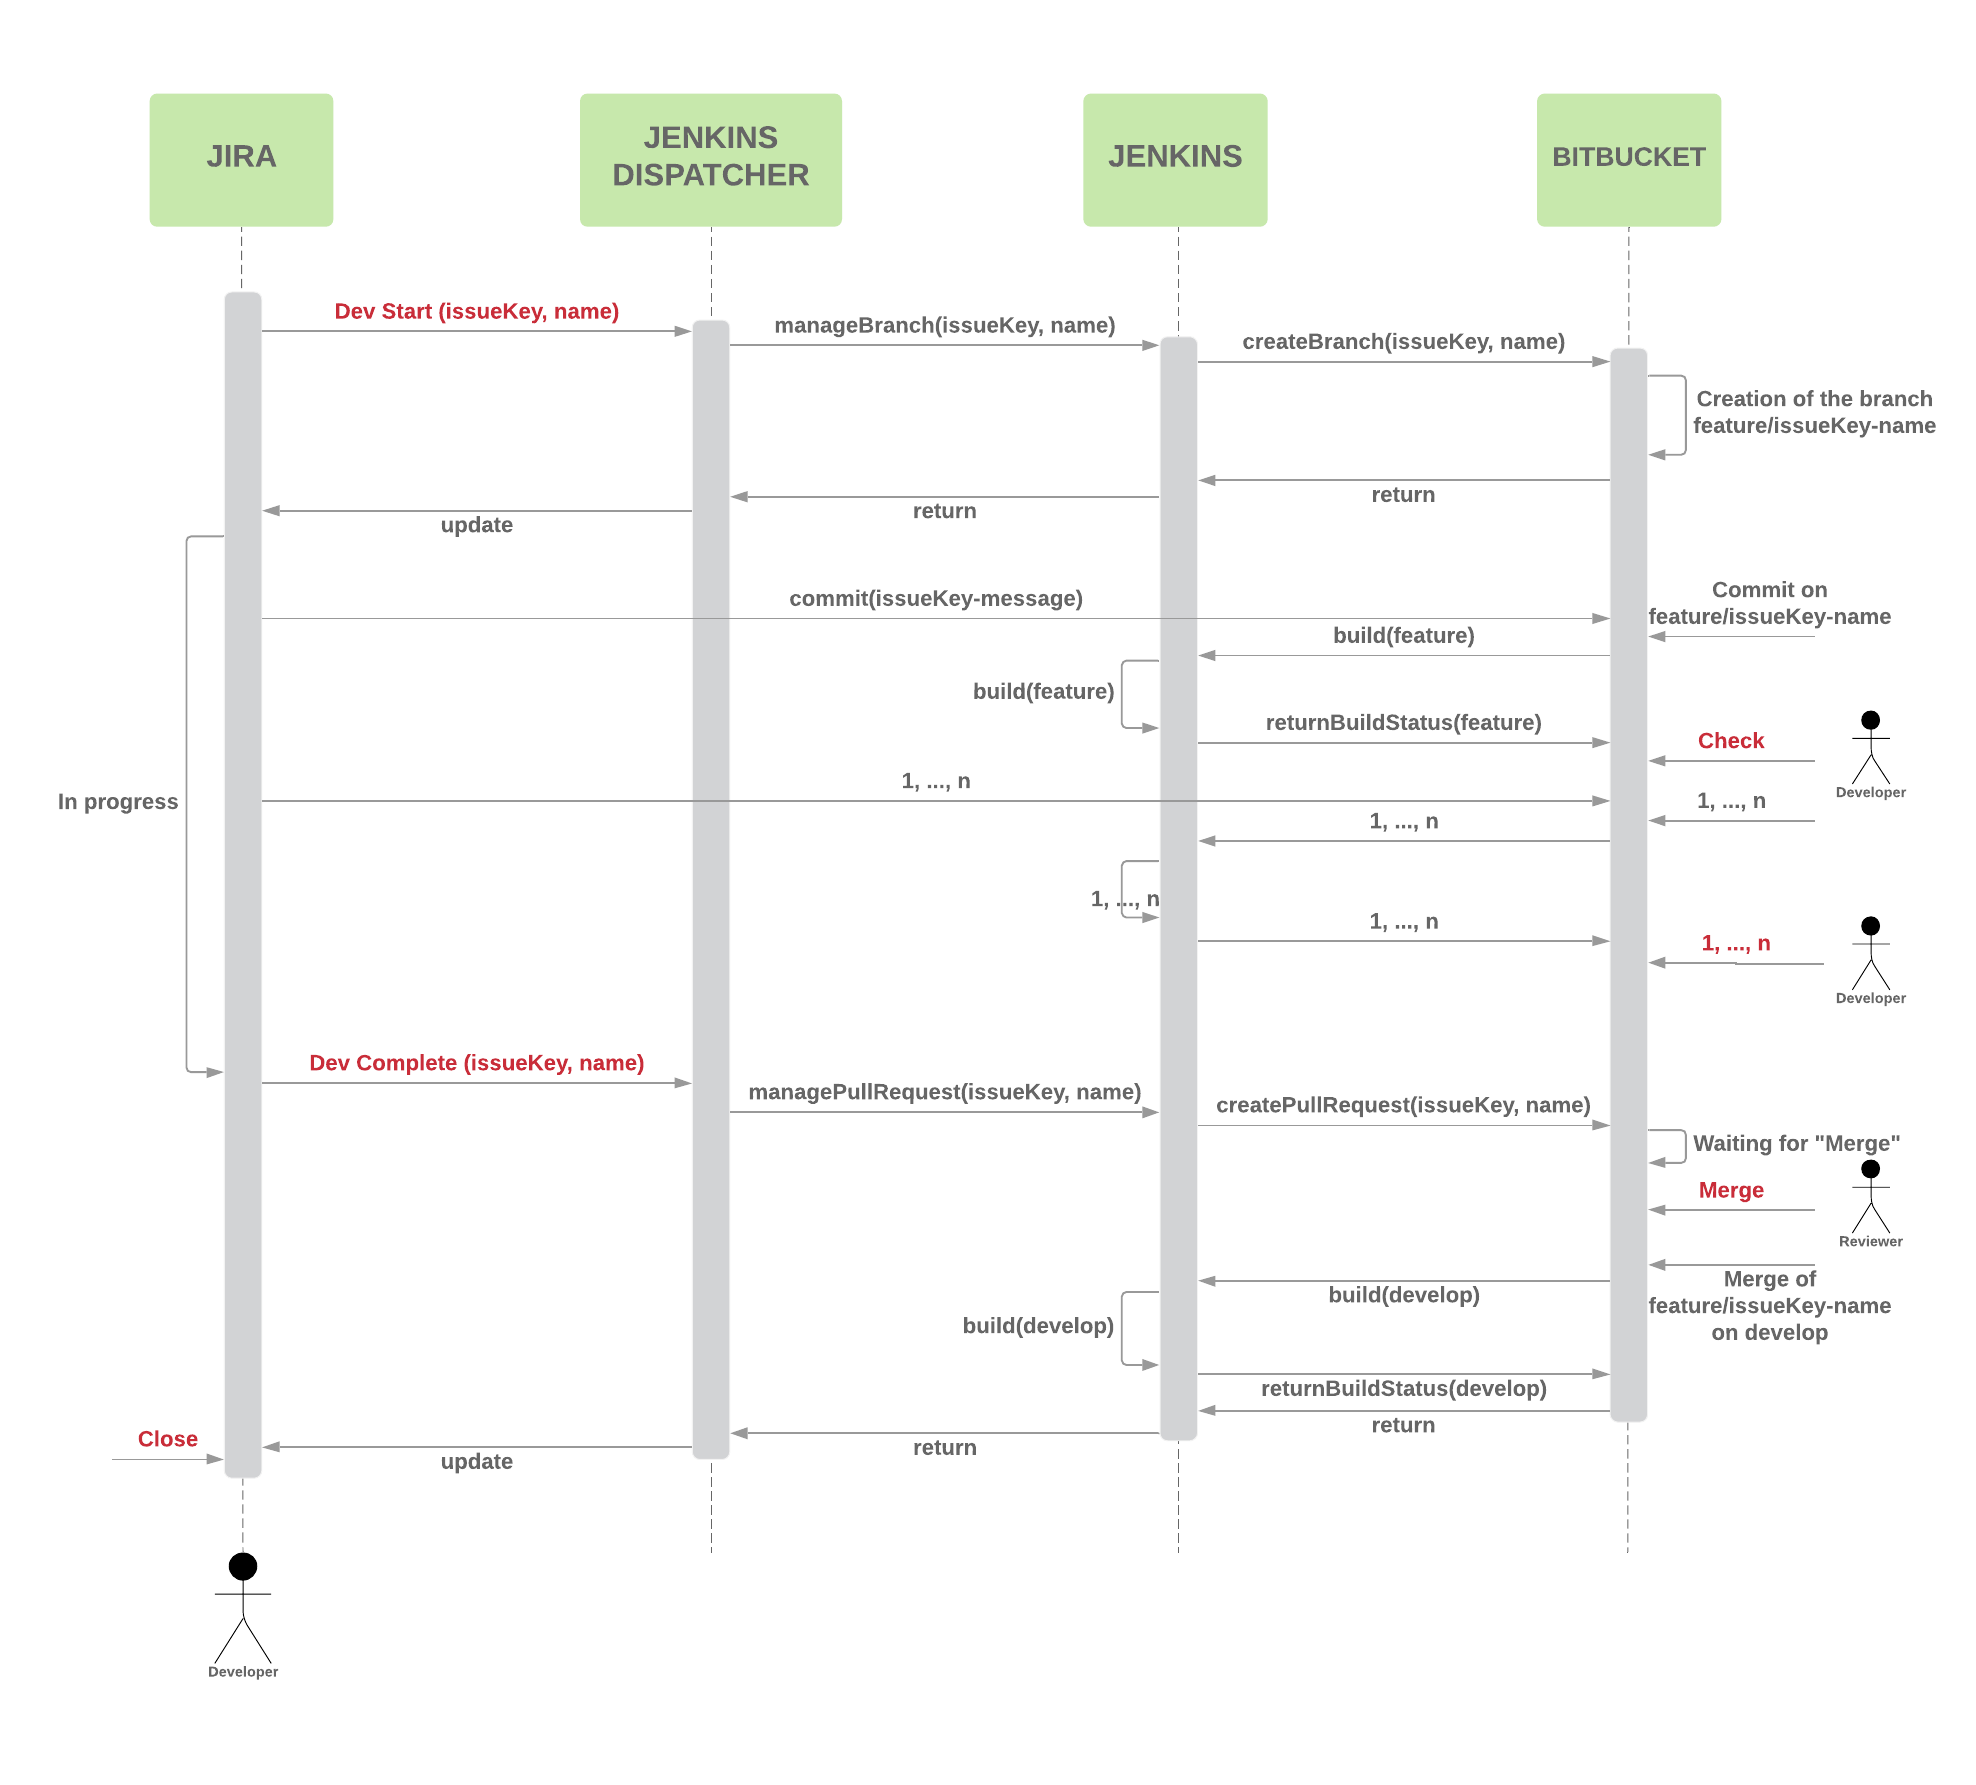 JIRA
JENKINS
DISPATCHER
JENKINS
BITBUCKET
Dev Start (issueKey, name)
manageBranch(issueKey, name)
createBranch(issueKey, name)
Creation of the branch
feature/issueKey-name
return
return
update
commit(issueKey-message)
Commit on
feature/issueKey-name
build(feature)
build(feature)
returnBuildStatus(feature)
Check
Developer
In progress
1, ..., n
1, ..., n
1, ..., n
1, ..., n
1, ..., n
1, ..., n
Developer
Dev Complete (issueKey, name)
managePullRequest(issueKey, name)
createPullRequest(issueKey, name)
Waiting for "Merge"
Merge
Reviewer
Merge of
feature/issueKey-name
on develop
build(develop)
build(develop)
returnBuildStatus(develop)
return
return
Close
update
Developer